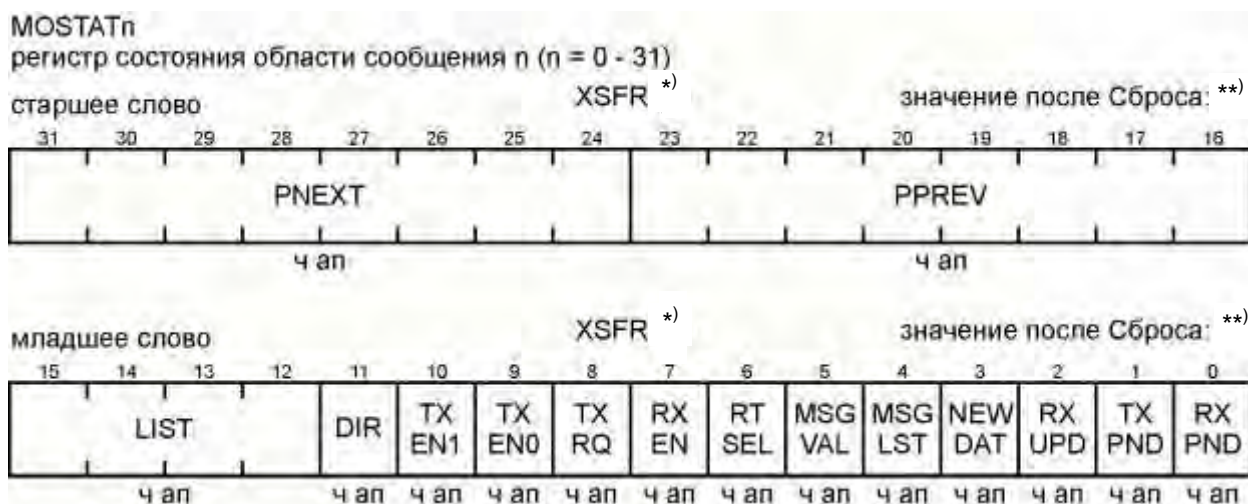 MOSTATn
регистр состояния области сообщения n (n = 0 - 31)
старшее слово XSFR *) значение после Сброса: **)
31 30 29 28 27 26 25 24 23 22 21 20 19 18 17 16
PNEXT PPREV
ч ап ч ап
младшее слово XSFR *) значение после Сброса: **)
15 14 13 12 11 10 9 8 7 6 5 4 3 2 1 0
LIST DIR TX EN1 TX EN0 TX RQ RX EN RT SEL MSG VAL MSG LST NEW DAT RX UPD TX PND RX PND
ч ап ч ап ч ап ч ап ч ап ч ап ч ап ч ап ч ап ч ап ч ап ч ап ч ап